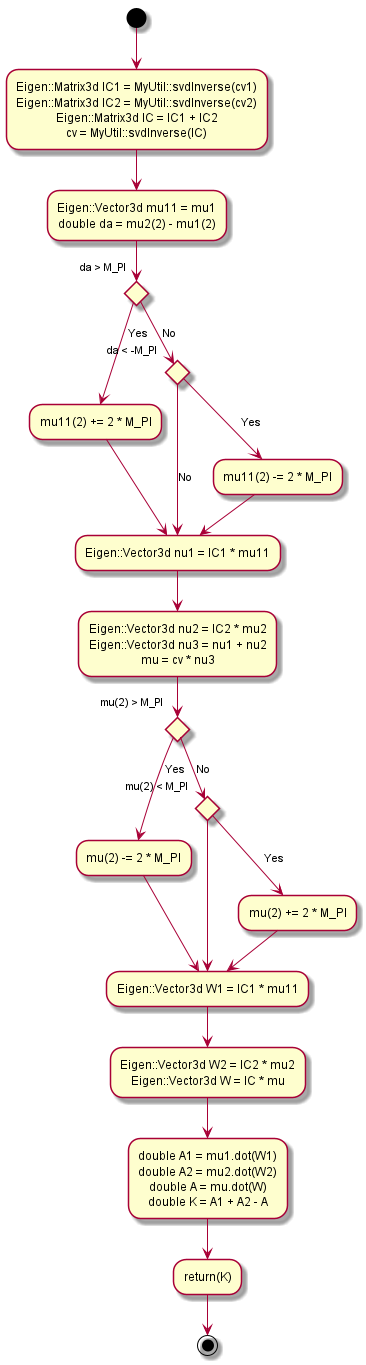 Eigen::Matrix3d IC1 = MyUtil::svdInverse(cv1)
Eigen::Matrix3d IC2 = MyUtil::svdInverse(cv2)
Eigen::Matrix3d IC = IC1 + IC2
cv = MyUtil::svdInverse(IC)
Eigen::Vector3d mu11 = mu1
double da = mu2(2) - mu1(2)
da > M_PI
Yes
No
da < -M_PI
mu11(2) += 2 * M_PI
Yes
No
mu11(2) -= 2 * M_PI
Eigen::Vector3d nu1 = IC1 * mu11
Eigen::Vector3d nu2 = IC2 * mu2
Eigen::Vector3d nu3 = nu1 + nu2
mu = cv * nu3
mu(2) > M_PI
Yes
No
mu(2) < M_PI
mu(2) -= 2 * M_PI
Yes
mu(2) += 2 * M_PI
Eigen::Vector3d W1 = IC1 * mu11
Eigen::Vector3d W2 = IC2 * mu2
Eigen::Vector3d W = IC * mu
double A1 = mu1.dot(W1)
double A2 = mu2.dot(W2)
double A = mu.dot(W)
double K = A1 + A2 - A
return(K)